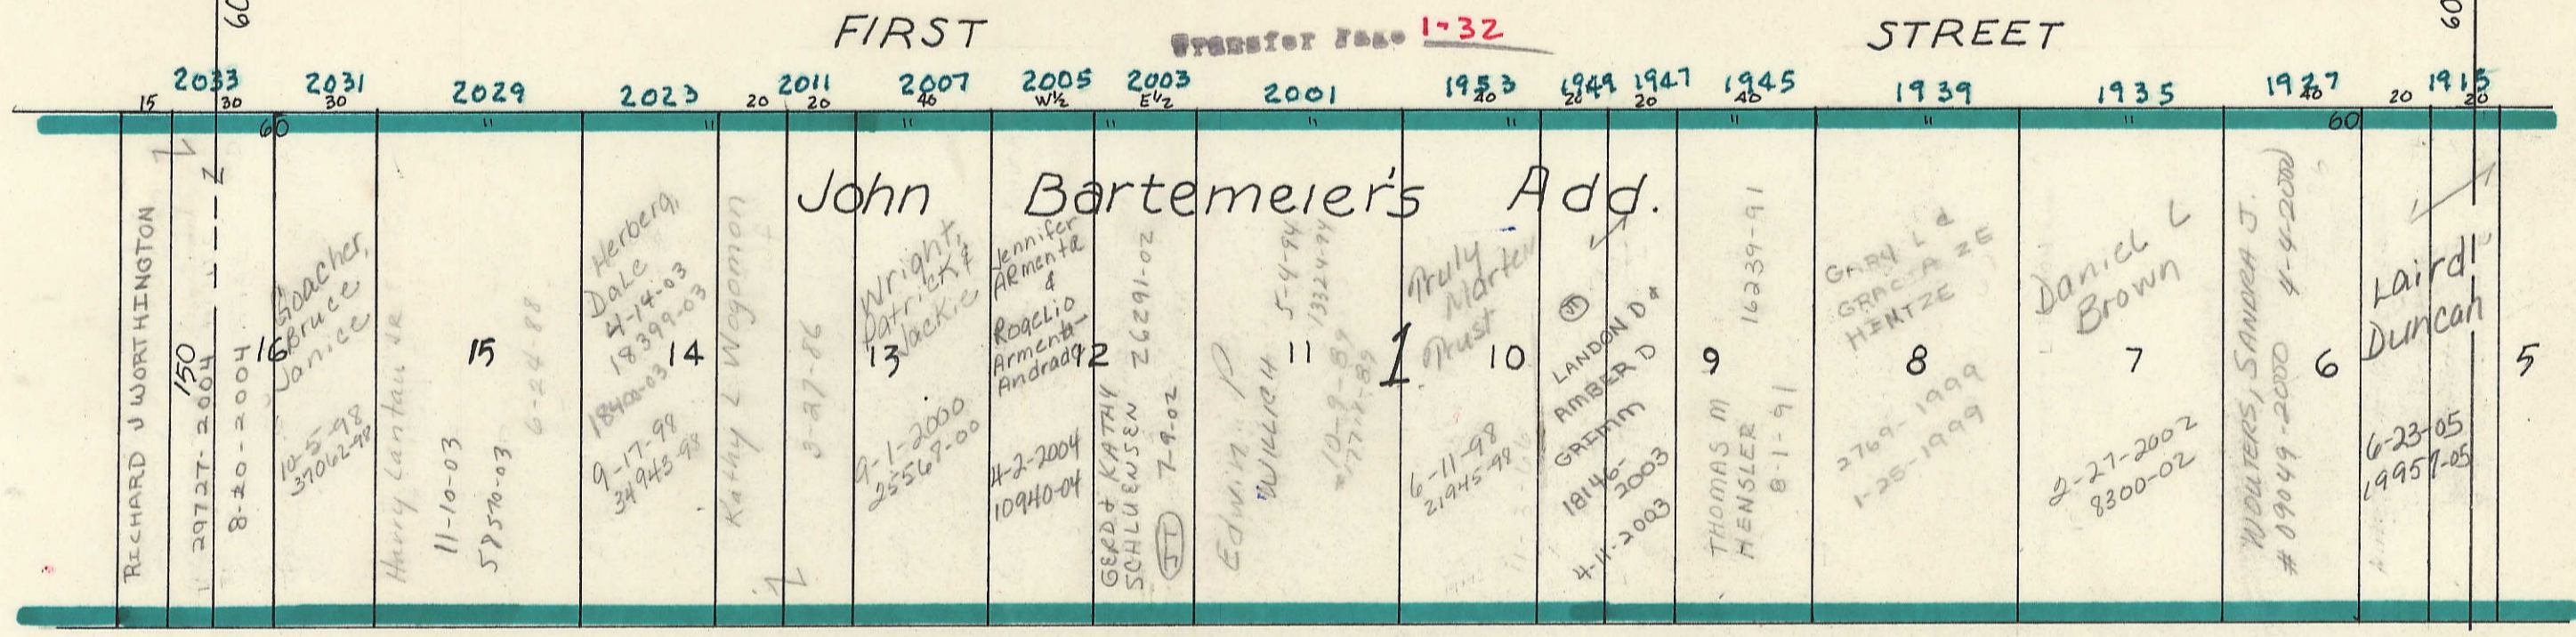 60
FIRST
Transfer Page 1-32
STREET
60
2033 2031 2029 2023 2011 2007 2005 2003 2001 1953 1949 1947 1945 1939 1935 1927 1915
15 30 30 20 20 40 W½ E½ 40 20 20 40 40 20 20
60 " " " " " " " " " 60
John Bartemeier's Add.
RICHARD J WORTHINGTON
150
29727-2004
8-20-2004
16
Goacher,
Bruce
Janice
10-5-98
37062-98
Harry Lantau JR
15
11-10-03
58570-03
6-24-88
Herberg,
Dale
4-14-03
18399-03
18400-03
14
9-17-98
34943-98
Kathy L Wogomon
3-27-86
Wright,
Patrick &
Jackie
13
9-1-2000
25567-00
Jennifer
ARmenta
&
Rogelio
Armenta-
Andrade
12
4-2-2004
10940-04
GERD & KATHY
SCHLUENSEN
(JT) 7-9-02 26291-02
Edwin P.
WILLICH
11
5-4-94
13324-94
10-9-89
1
Truly
Marten
Trust
10
6-11-98
21945-98
LANDON D &
AMBER D
GRIMM
18146-
2003
4-11-2003
9
THOMAS M
HENSLER
8-1-91
16239-91
GARY L &
GRACIA ZE
HENTZE
8
2769-1999
1-25-1999
Daniel L
Brown
7
2-27-2002
8300-02
WOUTERS, SANDRA J.
# 09049-2000 4-4-2000
6
Laird
Duncan
6-23-05
19957-05
5